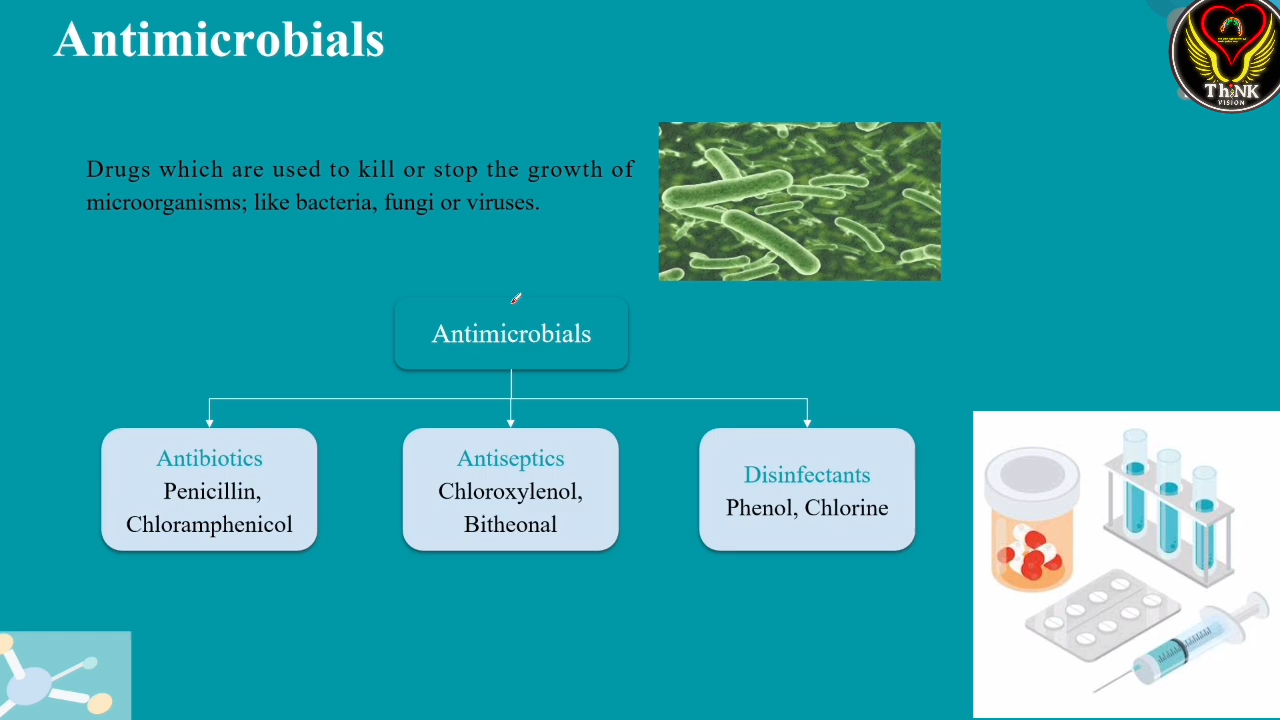 Antimicrobials
ThiNK
VISION
Drugs which are used to kill or stop the growth of
microorganisms; like bacteria, fungi or viruses.
Antimicrobials
Antibiotics
Penicillin,
Chloramphenicol
Antiseptics
Chloroxylenol,
Bitheonal
Disinfectants
Phenol, Chlorine